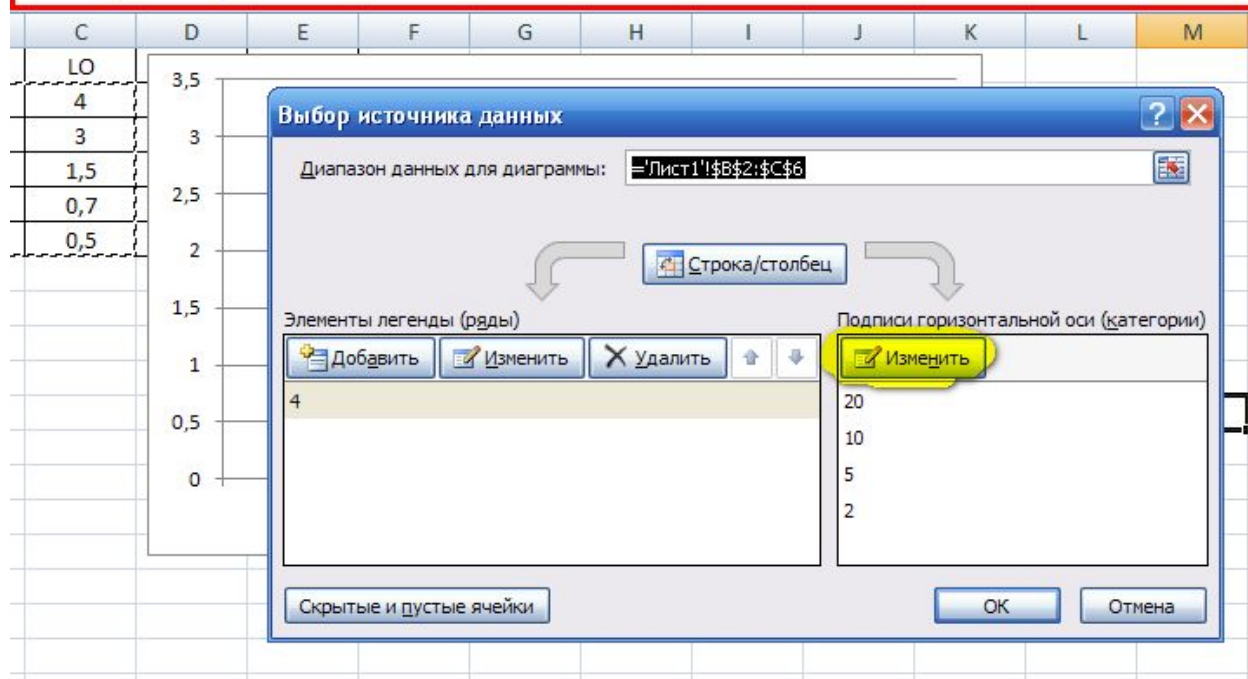 C D E F G H I J K L M
LO
4
3
1,5
0,7
0,5
3,5
3
2,5
2
1,5
1
0,5
0
Выбор источника данных
Диапазон данных для диаграммы: ='Лист1'!$B$2:$C$6
Строка/столбец
Элементы легенды (ряды)
Добавить Изменить Удалить
4
Подписи горизонтальной оси (категории)
Изменить
20
10
5
2
Скрытые и пустые ячейки
ОК Отмена